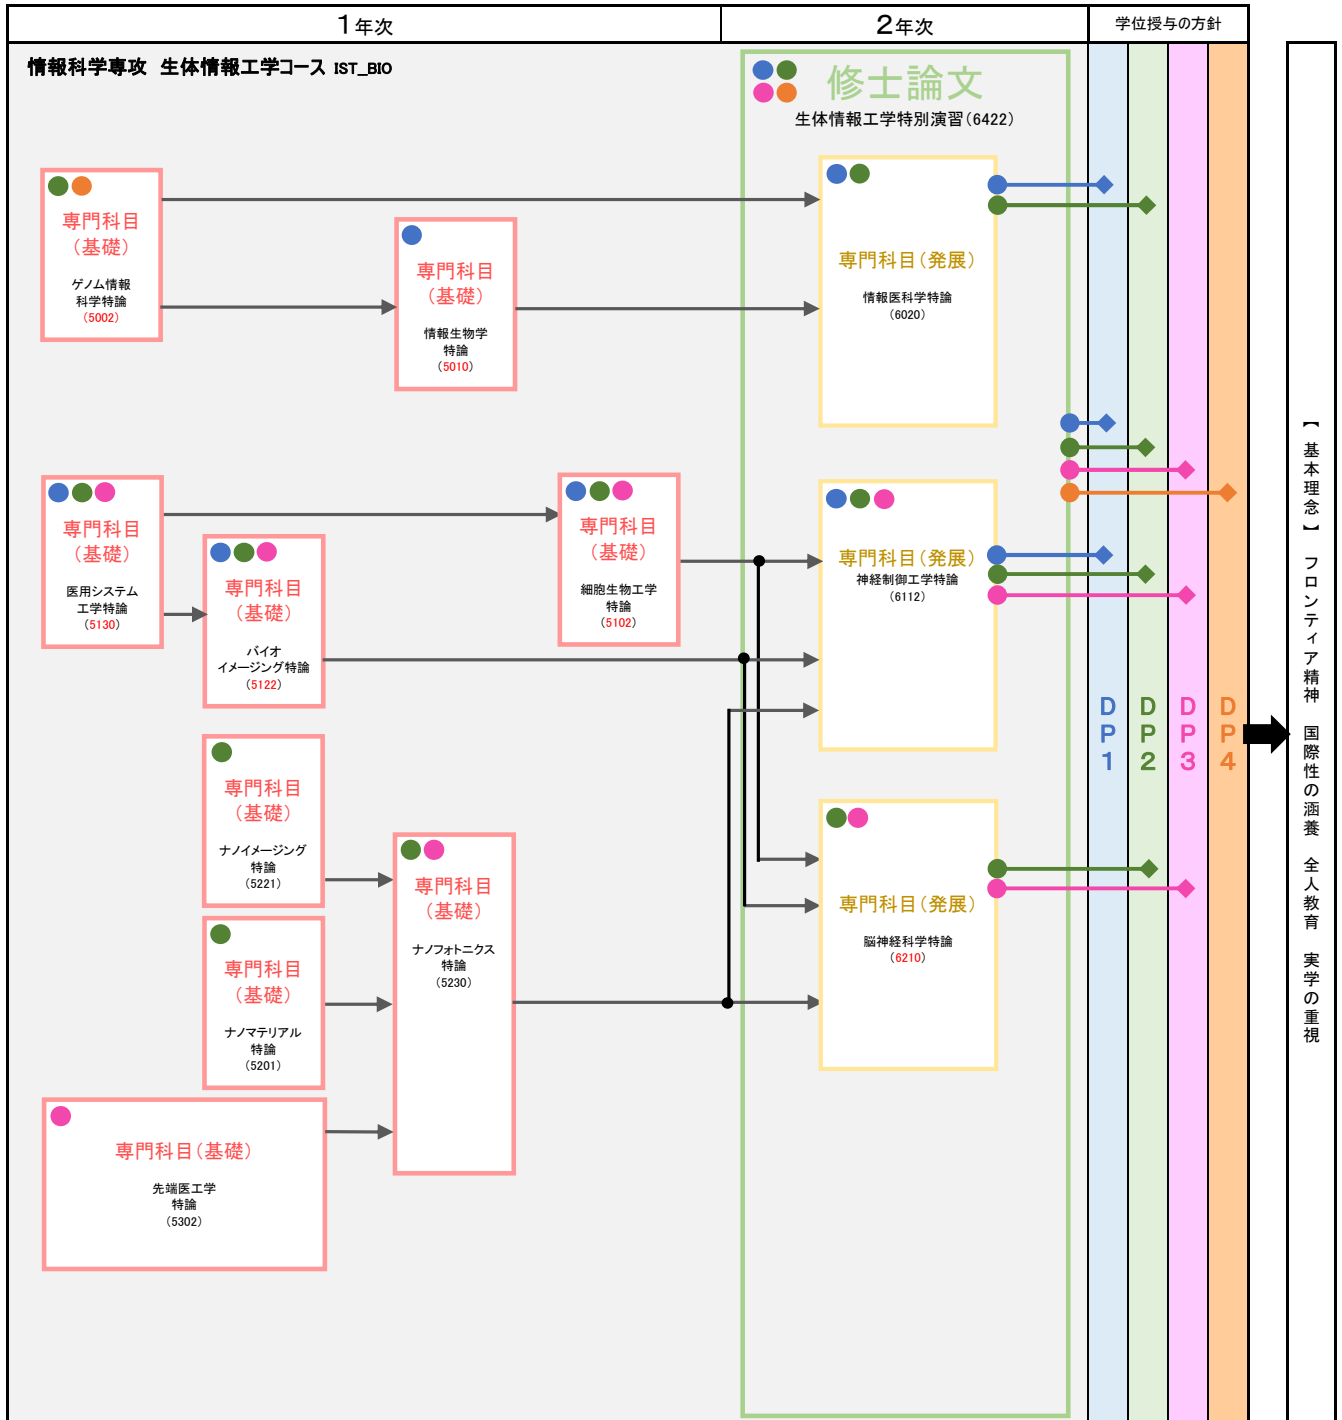 1年次
2年次
学位授与の方針
情報科学専攻 生体情報工学コース IST_BIO
修士論文
生体情報工学特別演習(6422)
専門科目
(基礎)
ゲノム情報
科学特論
(5002)
専門科目
(基礎)
情報生物学
特論
(5010)
専門科目(発展)
情報医科学特論
(6020)
専門科目
(基礎)
医用システム
工学特論
(5130)
専門科目
(基礎)
バイオ
イメージング特論
(5122)
専門科目
(基礎)
細胞生物工学
特論
(5102)
専門科目(発展)
神経制御工学特論
(6112)
専門科目
(基礎)
ナノイメージング
特論
(5221)
専門科目
(基礎)
ナノマテリアル
特論
(5201)
専門科目
(基礎)
ナノフォトニクス
特論
(5230)
専門科目(発展)
脳神経科学特論
(6210)
専門科目(基礎)
先端医工学
特論
(5302)
DP1
DP2
DP3
DP4
【基本理念】 フロンティア精神 国際性の涵養 全人教育 実学の重視